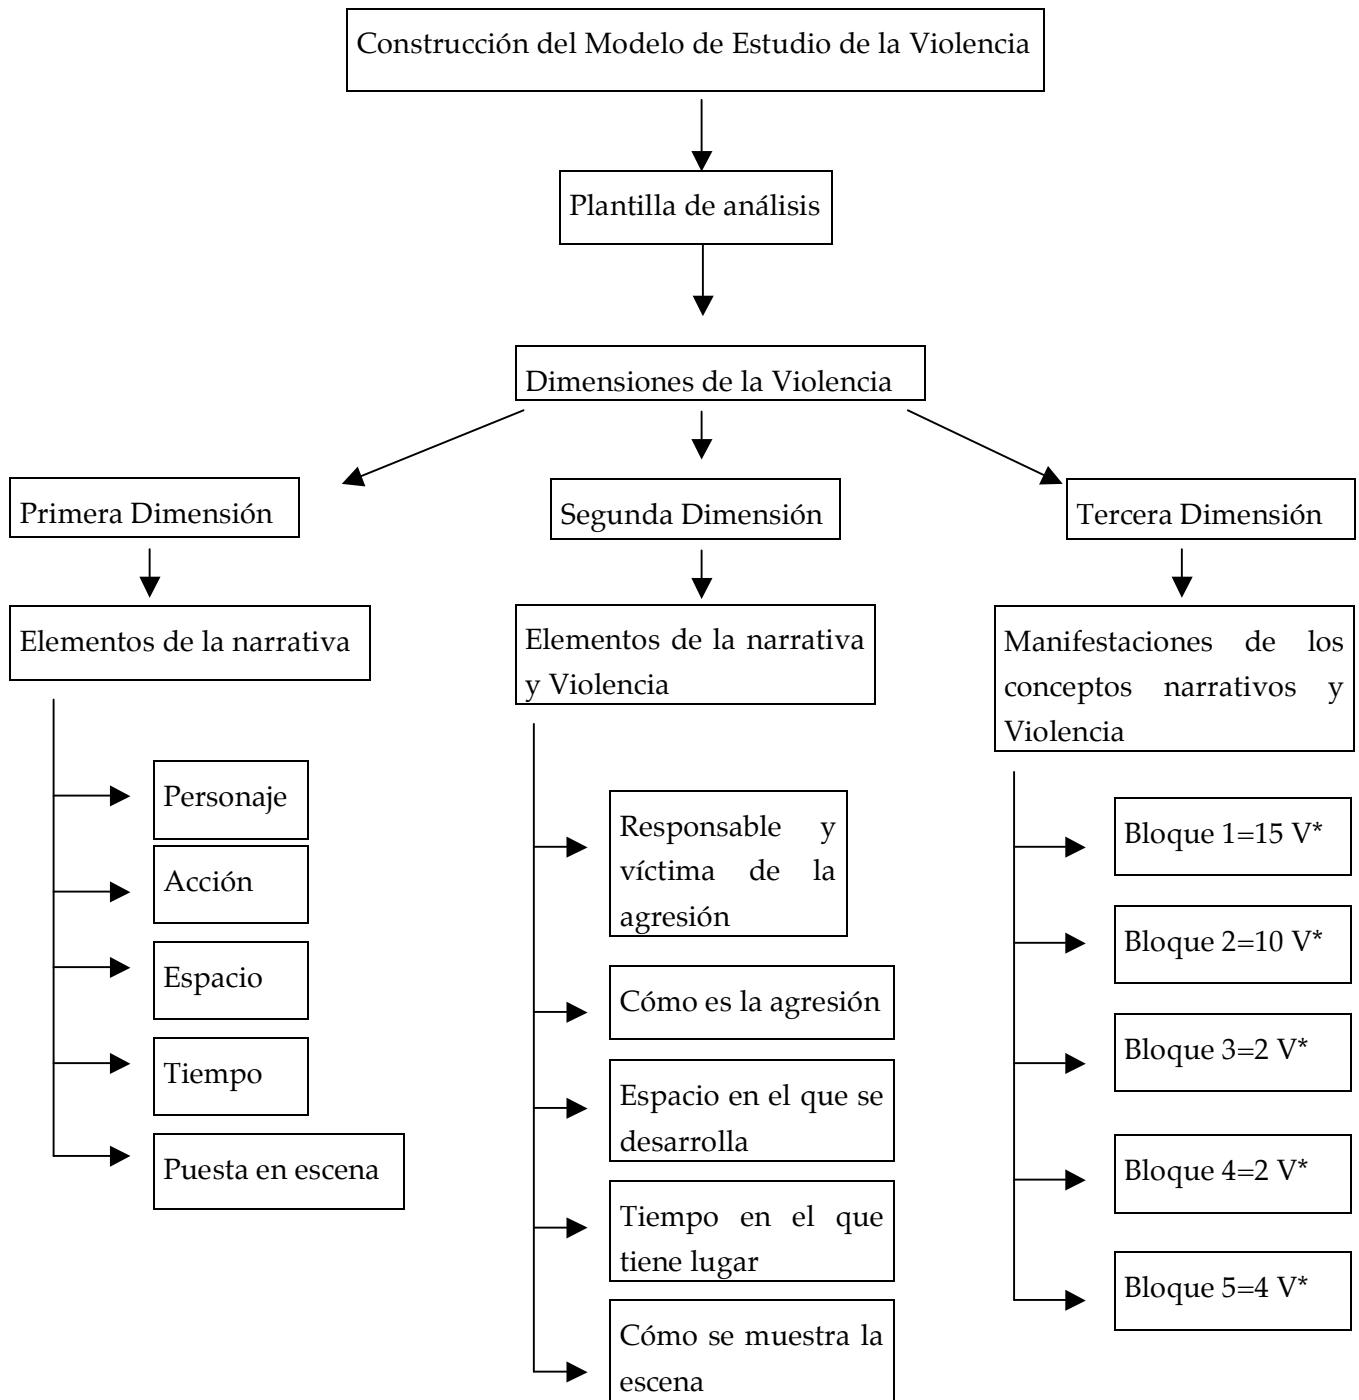 Construcción del Modelo de Estudio de la Violencia
Plantilla de análisis
Dimensiones de la Violencia
Primera Dimensión
Segunda Dimensión
Tercera Dimensión
Elementos de la narrativa
Elementos de la narrativa
y Violencia
Manifestaciones de los
conceptos narrativos y
Violencia
Personaje
Acción
Espacio
Tiempo
Puesta en escena
Responsable y
víctima de la
agresión
Cómo es la agresión
Espacio en el que se
desarrolla
Tiempo en el que
tiene lugar
Cómo se muestra la
escena
Bloque 1=15 V*
Bloque 2=10 V*
Bloque 3=2 V*
Bloque 4=2 V*
Bloque 5=4 V*